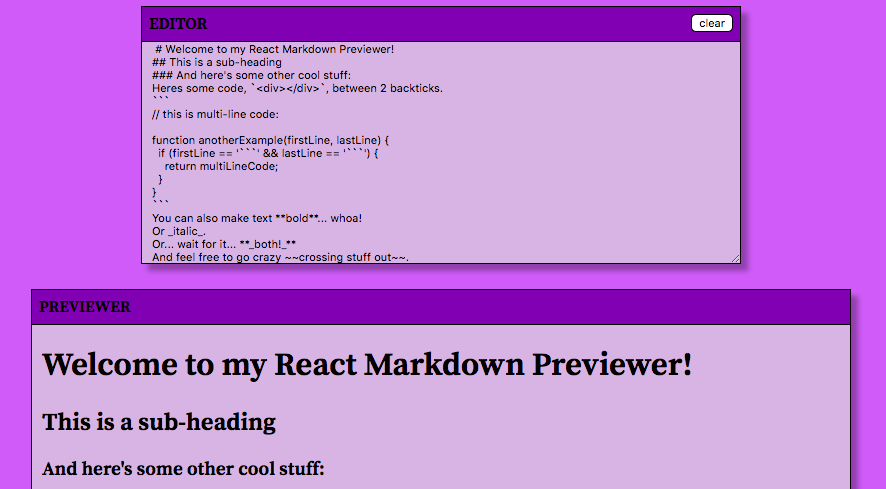 EDITOR
clear
# Welcome to my React Markdown Previewer!
## This is a sub-heading
### And here's some other cool stuff:
Heres some code, `<div></div>`, between 2 backticks.
```
// this is multi-line code:
function anotherExample(firstLine, lastLine) {
if (firstLine == '```' && lastLine == '```') {
return multiLineCode;
}
}
```
You can also make text **bold**... whoa!
Or _italic_.
Or... wait for it... **_both!_**
And feel free to go crazy ~~crossing stuff out~~.
PREVIEWER
Welcome to my React Markdown Previewer!
This is a sub-heading
And here's some other cool stuff: